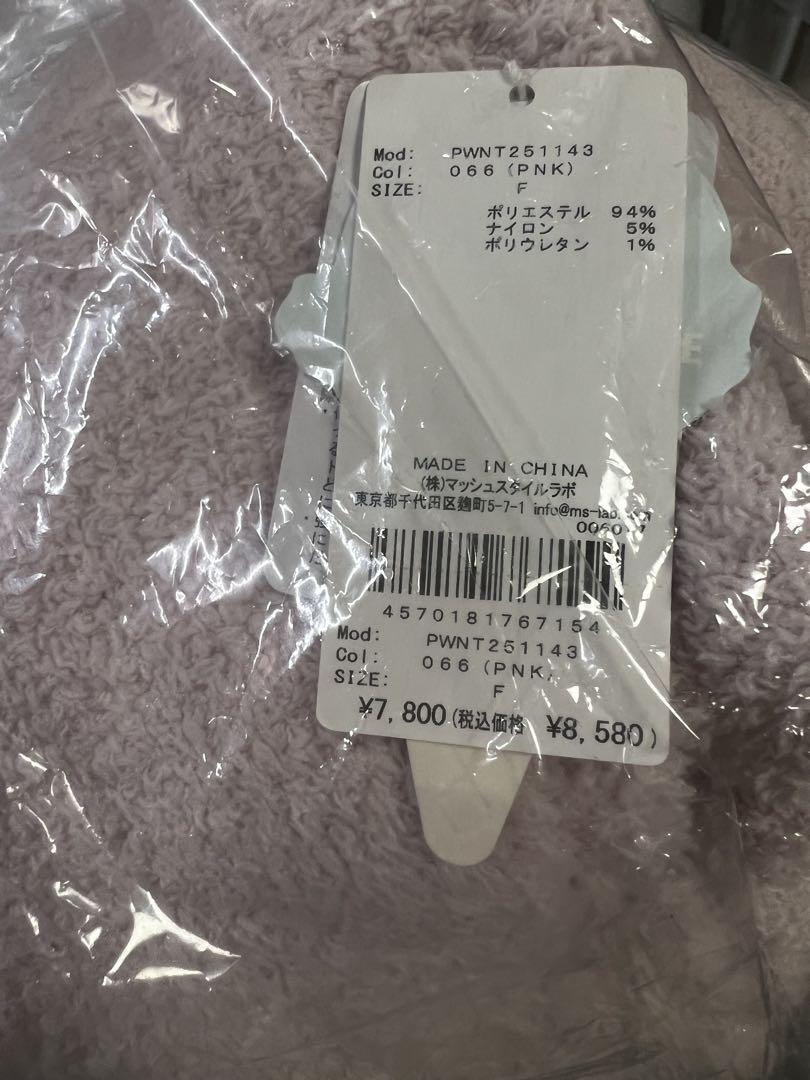 Mod: PWNT251143
Col: 066(PNK)
SIZE: F
ポリエステル 94%
ナイロン 5%
ポリウレタン 1%
MADE IN CHINA
(株)マッシュスタイルラボ
東京都千代田区麹町5-7-1 info@ms-lab.
4570181767154
Mod: PWNT251143
Col: 066(PNK)
SIZE: F
¥7,800(税込価格 ¥8,580)